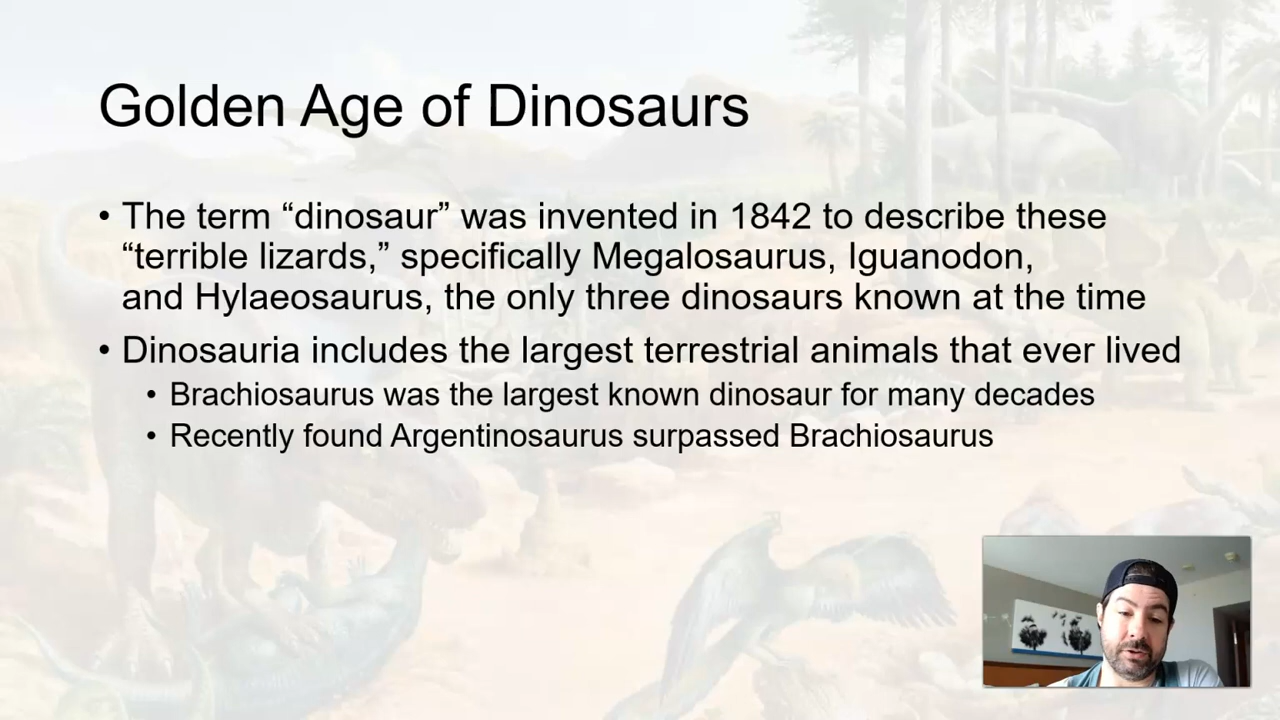 Golden Age of Dinosaurs
• The term “dinosaur” was invented in 1842 to describe these
“terrible lizards,” specifically Megalosaurus, Iguanodon,
and Hylaeosaurus, the only three dinosaurs known at the time
• Dinosauria includes the largest terrestrial animals that ever lived
• Brachiosaurus was the largest known dinosaur for many decades
• Recently found Argentinosaurus surpassed Brachiosaurus